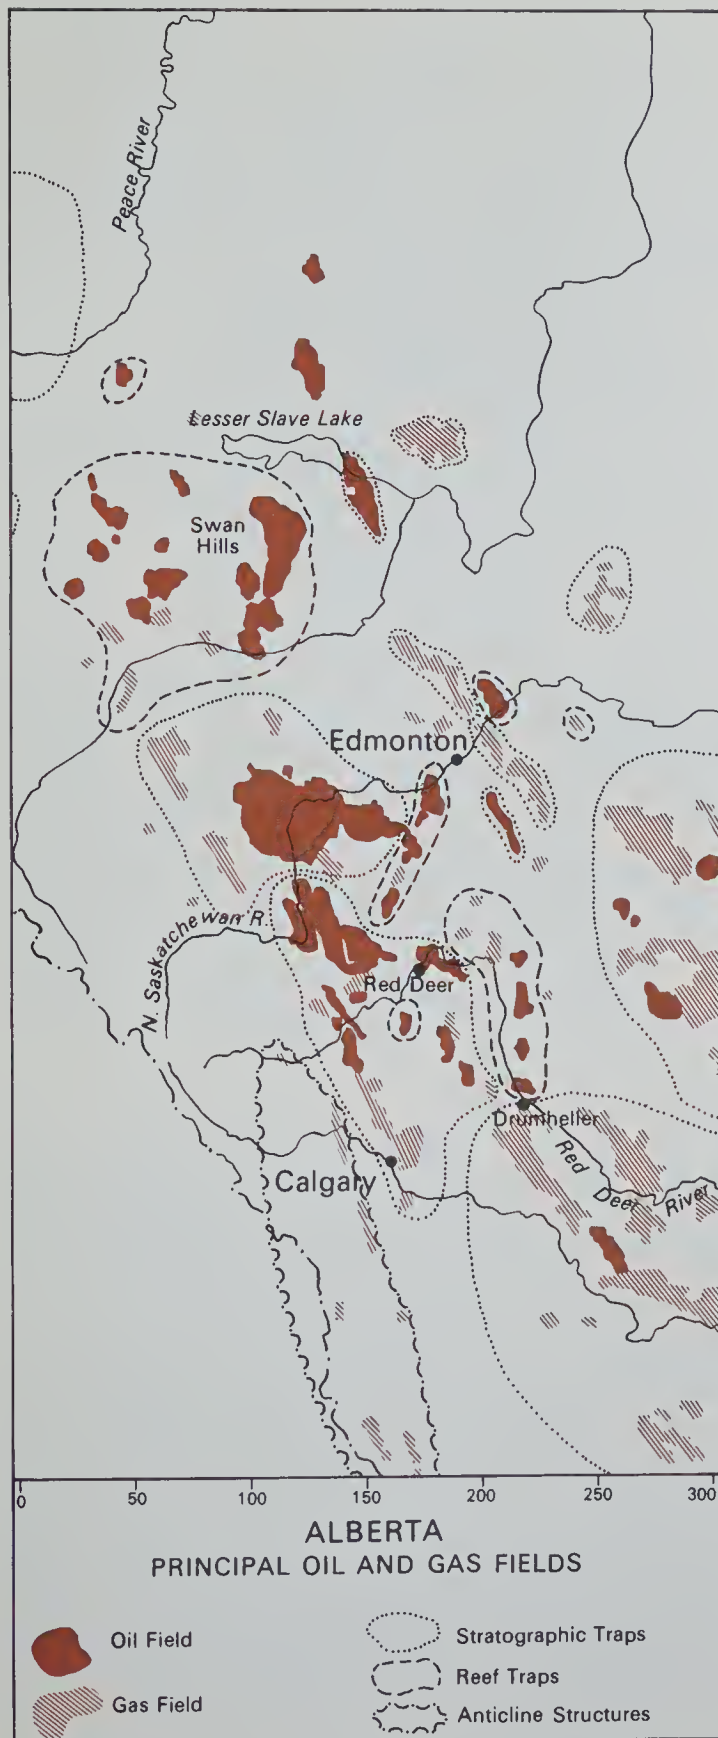 Peace River
Lesser Slave Lake
Swan
Hills
Edmonton
N. Saskatchewan R.
Red Deer
Drumheller
Calgary
Red Deer River
0 50 100 150 200 250 300
ALBERTA
PRINCIPAL OIL AND GAS FIELDS
Oil Field
Gas Field
Stratographic Traps
Reef Traps
Anticline Structures